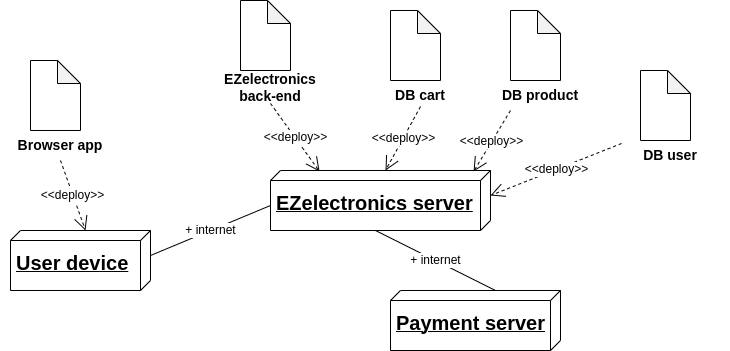 EZelectronics
back-end
DB cart
DB product
Browser app
DB user
<<deploy>>
<<deploy>>
<<deploy>>
<<deploy>>
<<deploy>>
EZelectronics server
+ internet
User device
+ internet
Payment server